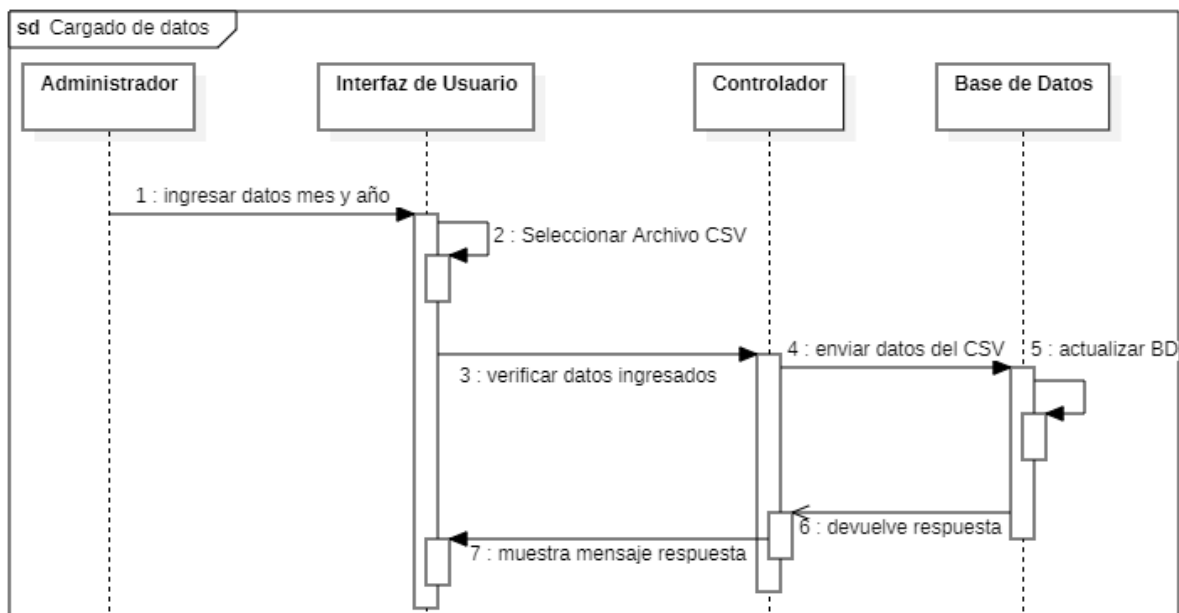 sd Cargado de datos
Administrador
Interfaz de Usuario
Controlador
Base de Datos
1 : ingresar datos mes y año
2 : Seleccionar Archivo CSV
3 : verificar datos ingresados
4 : enviar datos del CSV
5 : actualizar BD
6 : devuelve respuesta
7 : muestra mensaje respuesta